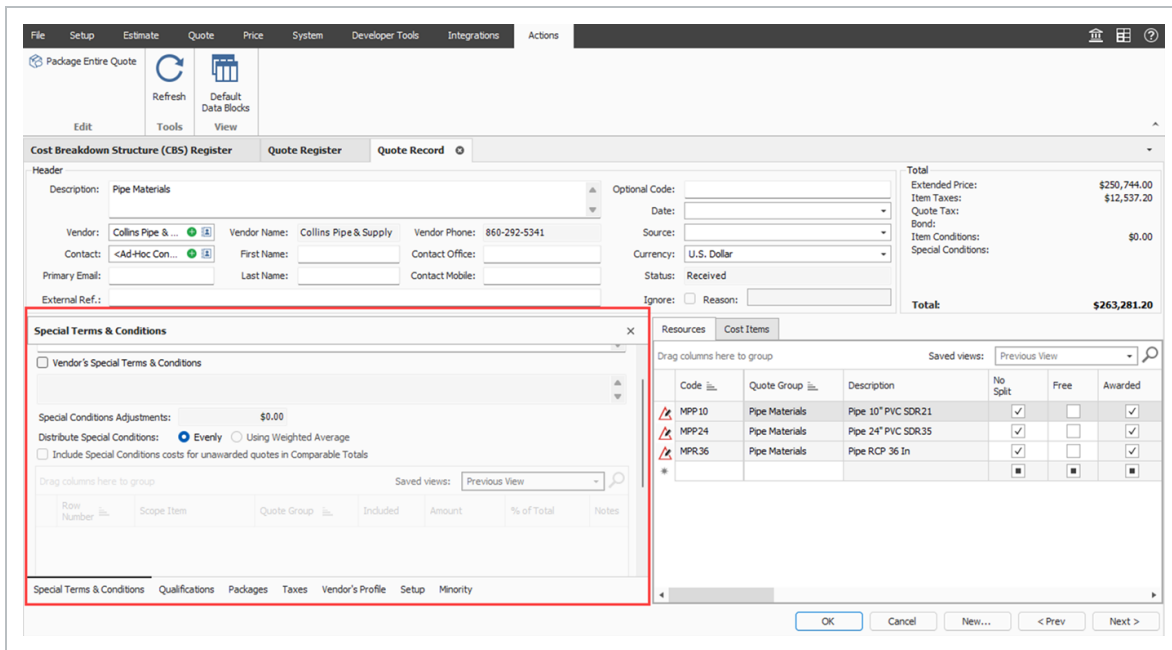 File Setup Estimate Quote Price System Developer Tools Integrations Actions
Package Entire Quote
Refresh
Default
Data Blocks
Edit Tools View
Cost Breakdown Structure (CBS) Register Quote Register Quote Record
Header
Description: Pipe Materials
Optional Code:
Date:
Vendor: Collins Pipe & ... Vendor Name: Collins Pipe & Supply Vendor Phone: 860-292-5341
Source:
Contact: <Ad-Hoc Con... First Name: Contact Office:
Currency: U.S. Dollar
Primary Email: Last Name: Contact Mobile:
Status: Received
External Ref.:
Ignore: Reason:
Total
Extended Price: $250,744.00
Item Taxes: $12,537.20
Quote Tax:
Bond:
Item Conditions: $0.00
Special Conditions:
Total: $263,281.20
Special Terms & Conditions
Vendor's Special Terms & Conditions
Special Conditions Adjustments: $0.00
Distribute Special Conditions: Evenly Using Weighted Average
Include Special Conditions costs for unawarded quotes in Comparable Totals
Drag columns here to group Saved views: Previous View
Row
Number Scope Item Quote Group Included Amount % of Total Notes
Special Terms & Conditions Qualifications Packages Taxes Vendor's Profile Setup Minority
Resources Cost Items
Drag columns here to group Saved views: Previous View
Code Quote Group Description No
Split Free Awarded
MPP10 Pipe Materials Pipe 10" PVC SDR21
MPP24 Pipe Materials Pipe 24" PVC SDR35
MPR36 Pipe Materials Pipe RCP 36 In
OK Cancel New... < Prev Next >